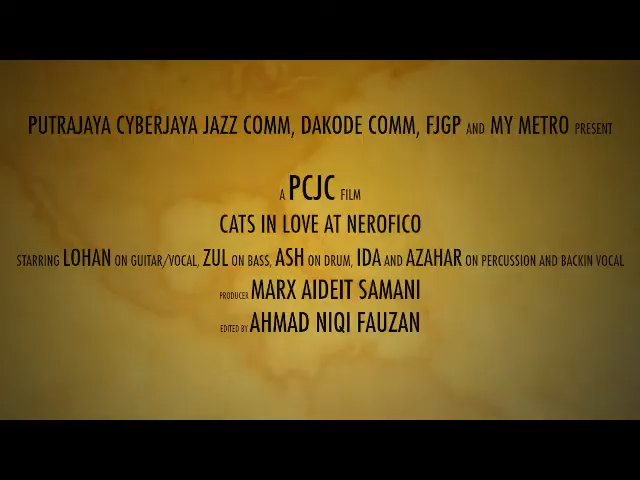 PUTRAJAYA CYBERJAYA JAZZ COMM, DAKODE COMM, FJGP AND MY METRO PRESENT
A PCJC FILM
CATS IN LOVE AT NEROFICO
STARRING LOHAN ON GUITAR/VOCAL, ZUL ON BASS, ASH ON DRUM, IDA AND AZAHAR ON PERCUSSION AND BACKIN VOCAL
PRODUCER MARX AIDEIT SAMANI
EDITED BY AHMAD NIQI FAUZAN